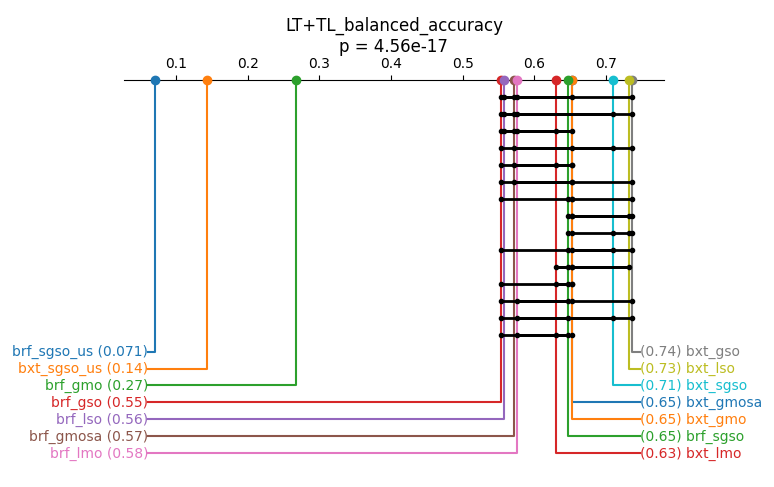 LT+TL_balanced_accuracy
p = 4.56e-17
0.1 0.2 0.3 0.4 0.5 0.6 0.7
brf_sgso_us (0.071) (0.74) bxt_gso
bxt_sgso_us (0.14) (0.73) bxt_lso
brf_gmo (0.27) (0.71) bxt_sgso
brf_gso (0.55) (0.65) bxt_gmosa
brf_lso (0.56) (0.65) bxt_gmo
brf_gmosa (0.57) (0.65) brf_sgso
brf_lmo (0.58) (0.63) bxt_lmo